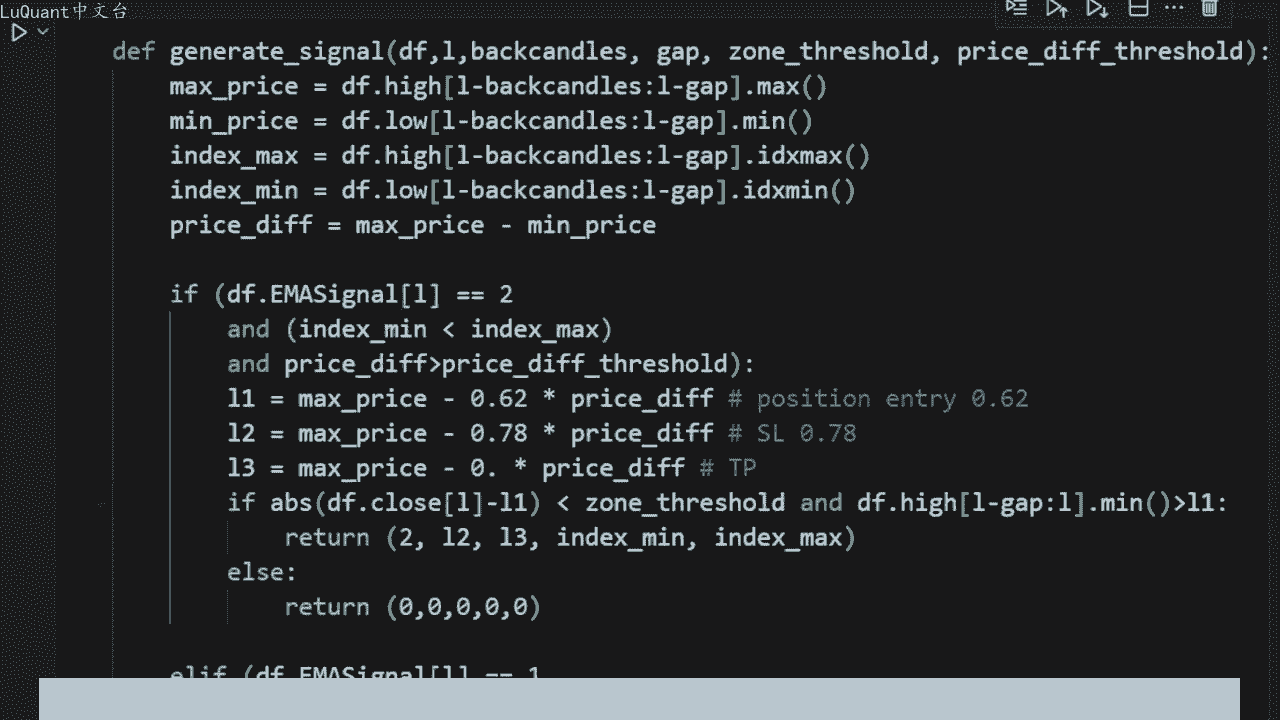 LuQuant中文台
def generate_signal(df,l,backcandles, gap, zone_threshold, price_diff_threshold):
    max_price = df.high[l-backcandles:l-gap].max()
    min_price = df.low[l-backcandles:l-gap].min()
    index_max = df.high[l-backcandles:l-gap].idxmax()
    index_min = df.low[l-backcandles:l-gap].idxmin()
    price_diff = max_price - min_price
    if (df.EMASignal[l] == 2
        and (index_min < index_max)
        and price_diff>price_diff_threshold):
        l1 = max_price - 0.62 * price_diff # position entry 0.62
        l2 = max_price - 0.78 * price_diff # SL 0.78
        l3 = max_price - 0. * price_diff # TP
        if abs(df.close[l]-l1) < zone_threshold and df.high[l-gap:l].min()>l1:
            return (2, l2, l3, index_min, index_max)
        else:
            return (0,0,0,0,0)
    elif (df.EMASignal[l] == 1